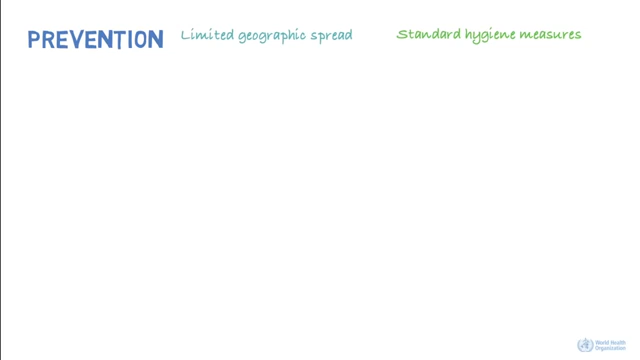 PREVENTION Limited geographic spread Standard hygiene measures
World Health
Organization